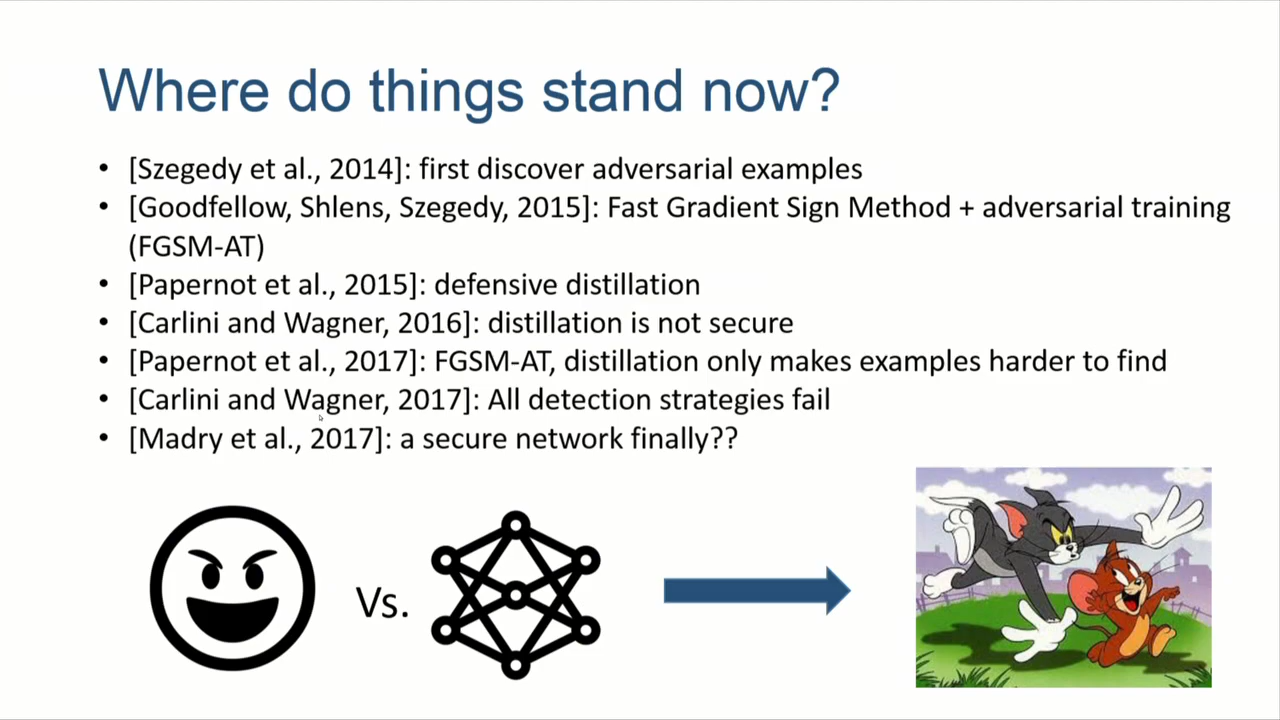 Where do things stand now?
• [Szegedy et al., 2014]: first discover adversarial examples
• [Goodfellow, Shlens, Szegedy, 2015]: Fast Gradient Sign Method + adversarial training
(FGSM-AT)
• [Papernot et al., 2015]: defensive distillation
• [Carlini and Wagner, 2016]: distillation is not secure
• [Papernot et al., 2017]: FGSM-AT, distillation only makes examples harder to find
• [Carlini and Wagner, 2017]: All detection strategies fail
• [Madry et al., 2017]: a secure network finally??
Vs.